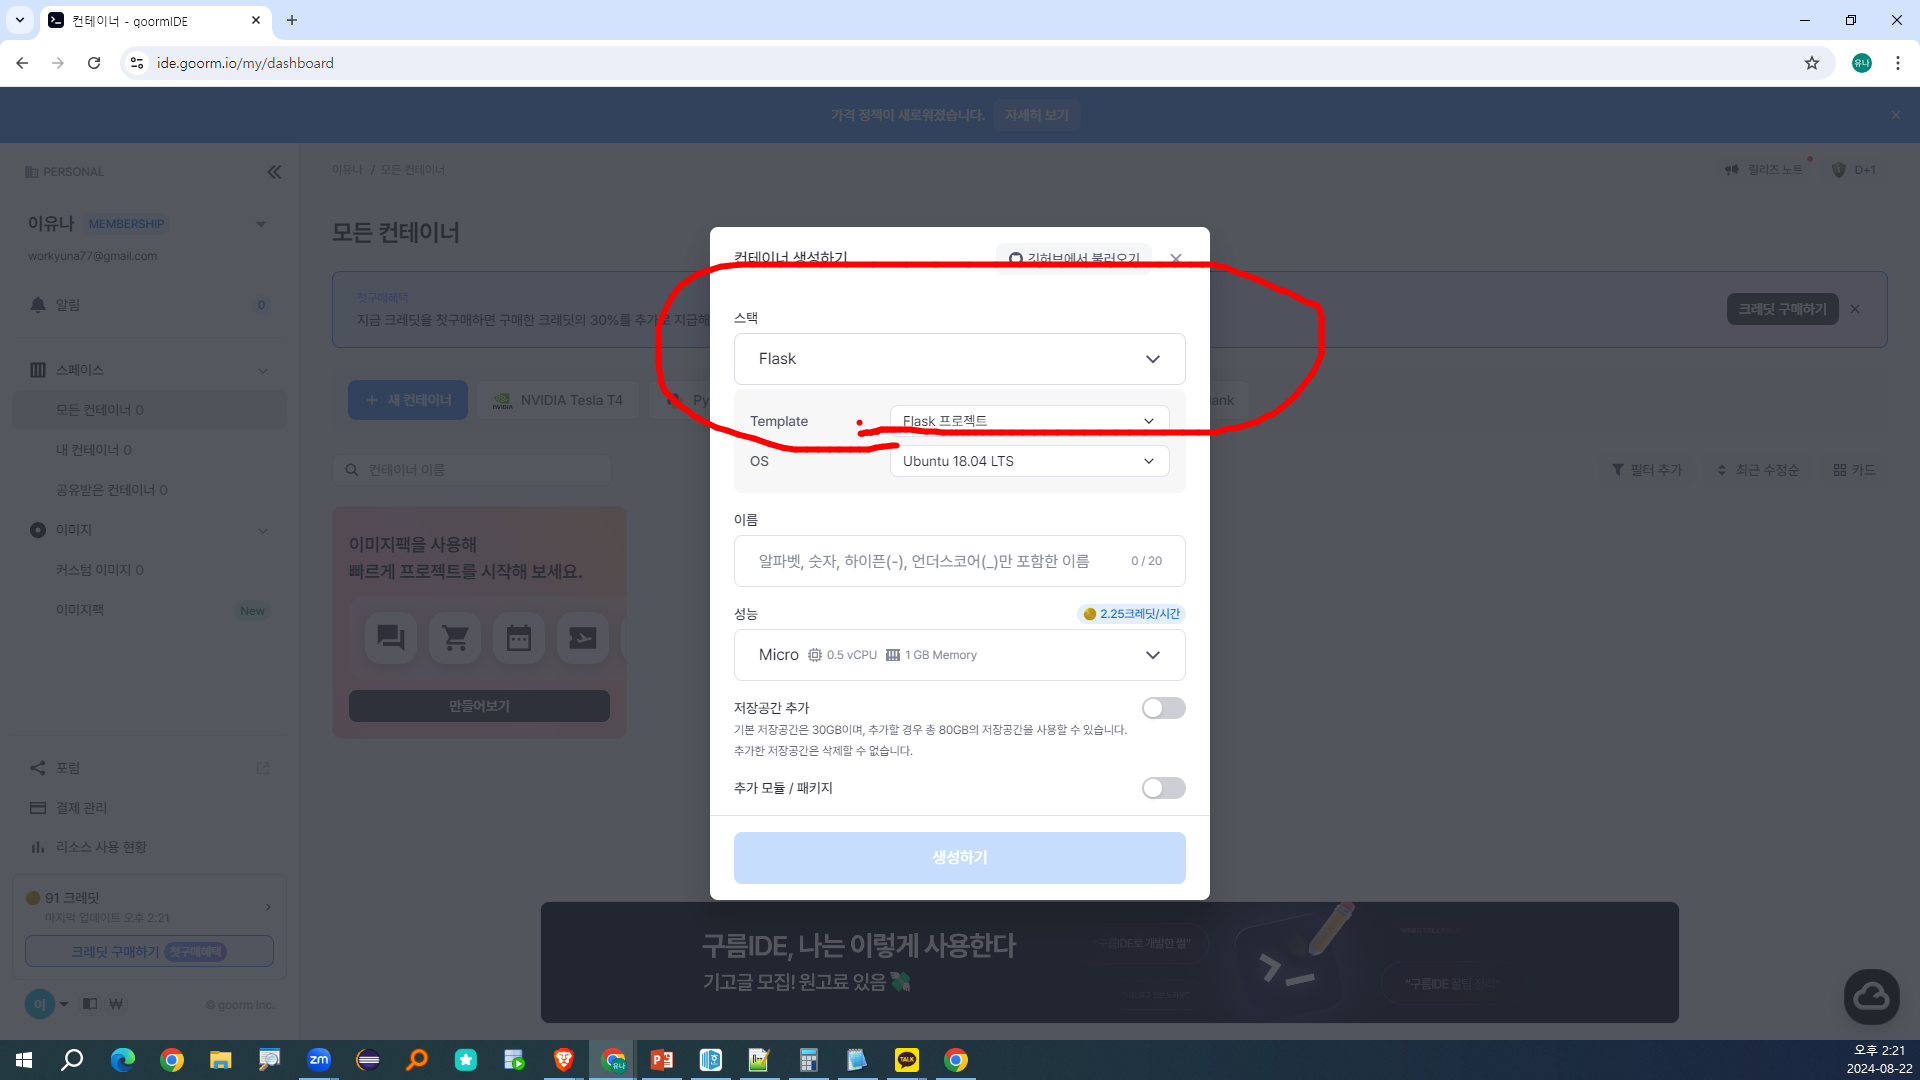 컨테이너 - goormIDE
ide.goorm.io/my/dashboard
유나
가격 정책이 새로워졌습니다. 자세히 보기
PERSONAL
이유나 / 모든 컨테이너
릴리즈 노트
D+1
이유나 MEMBERSHIP
workyuna77@gmail.com
모든 컨테이너
알림 0
첫구매혜택
지금 크레딧을 첫구매하면 구매한 크레딧의 30%를 추가로 지급해
크레딧 구매하기
스페이스
모든 컨테이너 0
내 컨테이너 0
공유받은 컨테이너 0
이미지
커스텀 이미지 0
이미지팩 New
새 컨테이너
NVIDIA Tesla T4
Py
ank
컨테이너 이름
필터 추가
최근 수정순
카드
이미지팩을 사용해
빠르게 프로젝트를 시작해 보세요.
만들어보기
컨테이너 생성하기
깃허브에서 불러오기
스택
Flask
Template
Flask 프로젝트
OS
Ubuntu 18.04 LTS
이름
알파벳, 숫자, 하이픈(-), 언더스코어(_)만 포함한 이름
0 / 20
성능
2.25크레딧/시간
Micro 0.5 vCPU 1 GB Memory
저장공간 추가
기본 저장공간은 30GB이며, 추가할 경우 총 80GB의 저장공간을 사용할 수 있습니다.
추가한 저장공간은 삭제할 수 없습니다.
추가 모듈 / 패키지
생성하기
포럼
결제 관리
리소스 사용 현황
91 크레딧
마지막 업데이트 오후 2:21
크레딧 구매하기 첫구매혜택
이
© goorm Inc.
구름IDE, 나는 이렇게 사용한다
기고글 모집! 원고료 있음
"구름IDE로 개발한 썰"
zm
유나
TALK
오후 2:21
2024-08-22